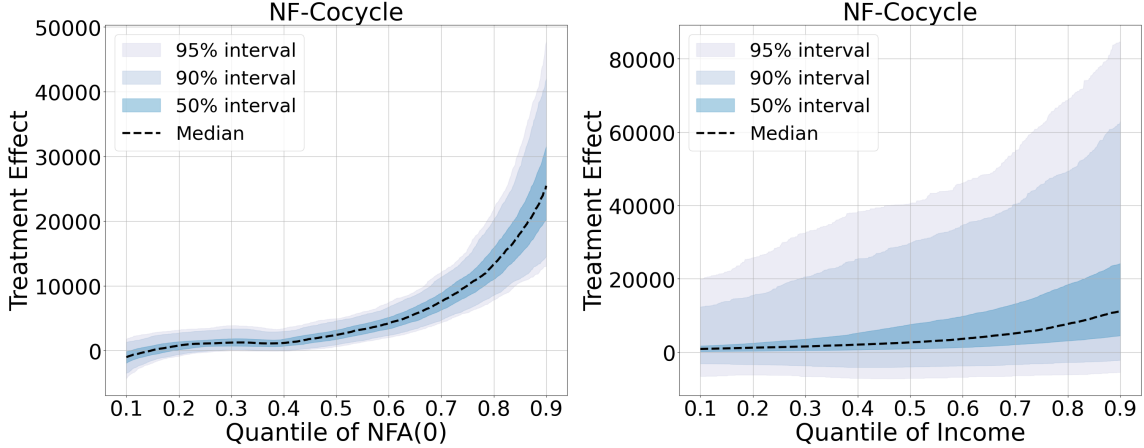 NF-Cocycle
50000
40000
30000
20000
10000
0
Treatment Effect
95% interval
90% interval
50% interval
Median
0.1 0.2 0.3 0.4 0.5 0.6 0.7 0.8 0.9
Quantile of NFA(0)
NF-Cocycle
80000
60000
40000
20000
0
Treatment Effect
95% interval
90% interval
50% interval
Median
0.1 0.2 0.3 0.4 0.5 0.6 0.7 0.8 0.9
Quantile of Income